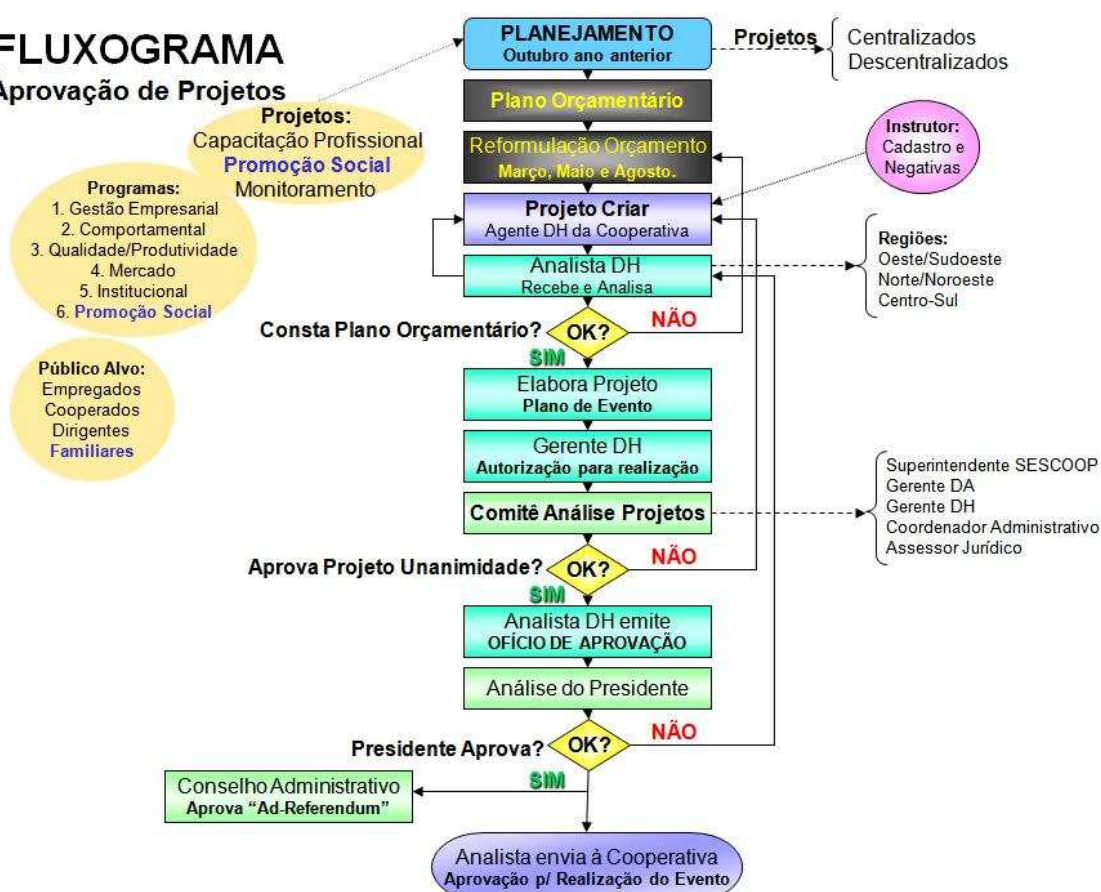 FLUXOGRAMA
Aprovação de Projetos
PLANEJAMENTO
Outubro ano anterior
Projetos
Centralizados
Descentralizados
Plano Orçamentário
Projetos:
Capacitação Profissional
Promoção Social
Monitoramento
Reformulação Orçamento
Março, Maio e Agosto.
Instrutor:
Cadastro e
Negativas
Programas:
1. Gestão Empresarial
2. Comportamental
3. Qualidade/Produtividade
4. Mercado
5. Institucional
6. Promoção Social
Projeto Criar
Agente DH da Cooperativa
Analista DH
Recebe e Analisa
Regiões:
Oeste/Sudoeste
Norte/Noroeste
Centro-Sul
Consta Plano Orçamentário?
OK?
NÃO
SIM
Público Alvo:
Empregados
Cooperados
Dirigentes
Familiares
Elabora Projeto
Plano de Evento
Gerente DH
Autorização para realização
Comitê Análise Projetos
Superintendente SESCOOP
Gerente DA
Gerente DH
Coordenador Administrativo
Assessor Jurídico
Aprova Projeto Unanimidade?
OK?
NÃO
SIM
Analista DH emite
OFÍCIO DE APROVAÇÃO
Análise do Presidente
Presidente Aprova?
OK?
NÃO
SIM
Conselho Administrativo
Aprova “Ad-Referendum”
Analista envia à Cooperativa
Aprovação p/ Realização do Evento